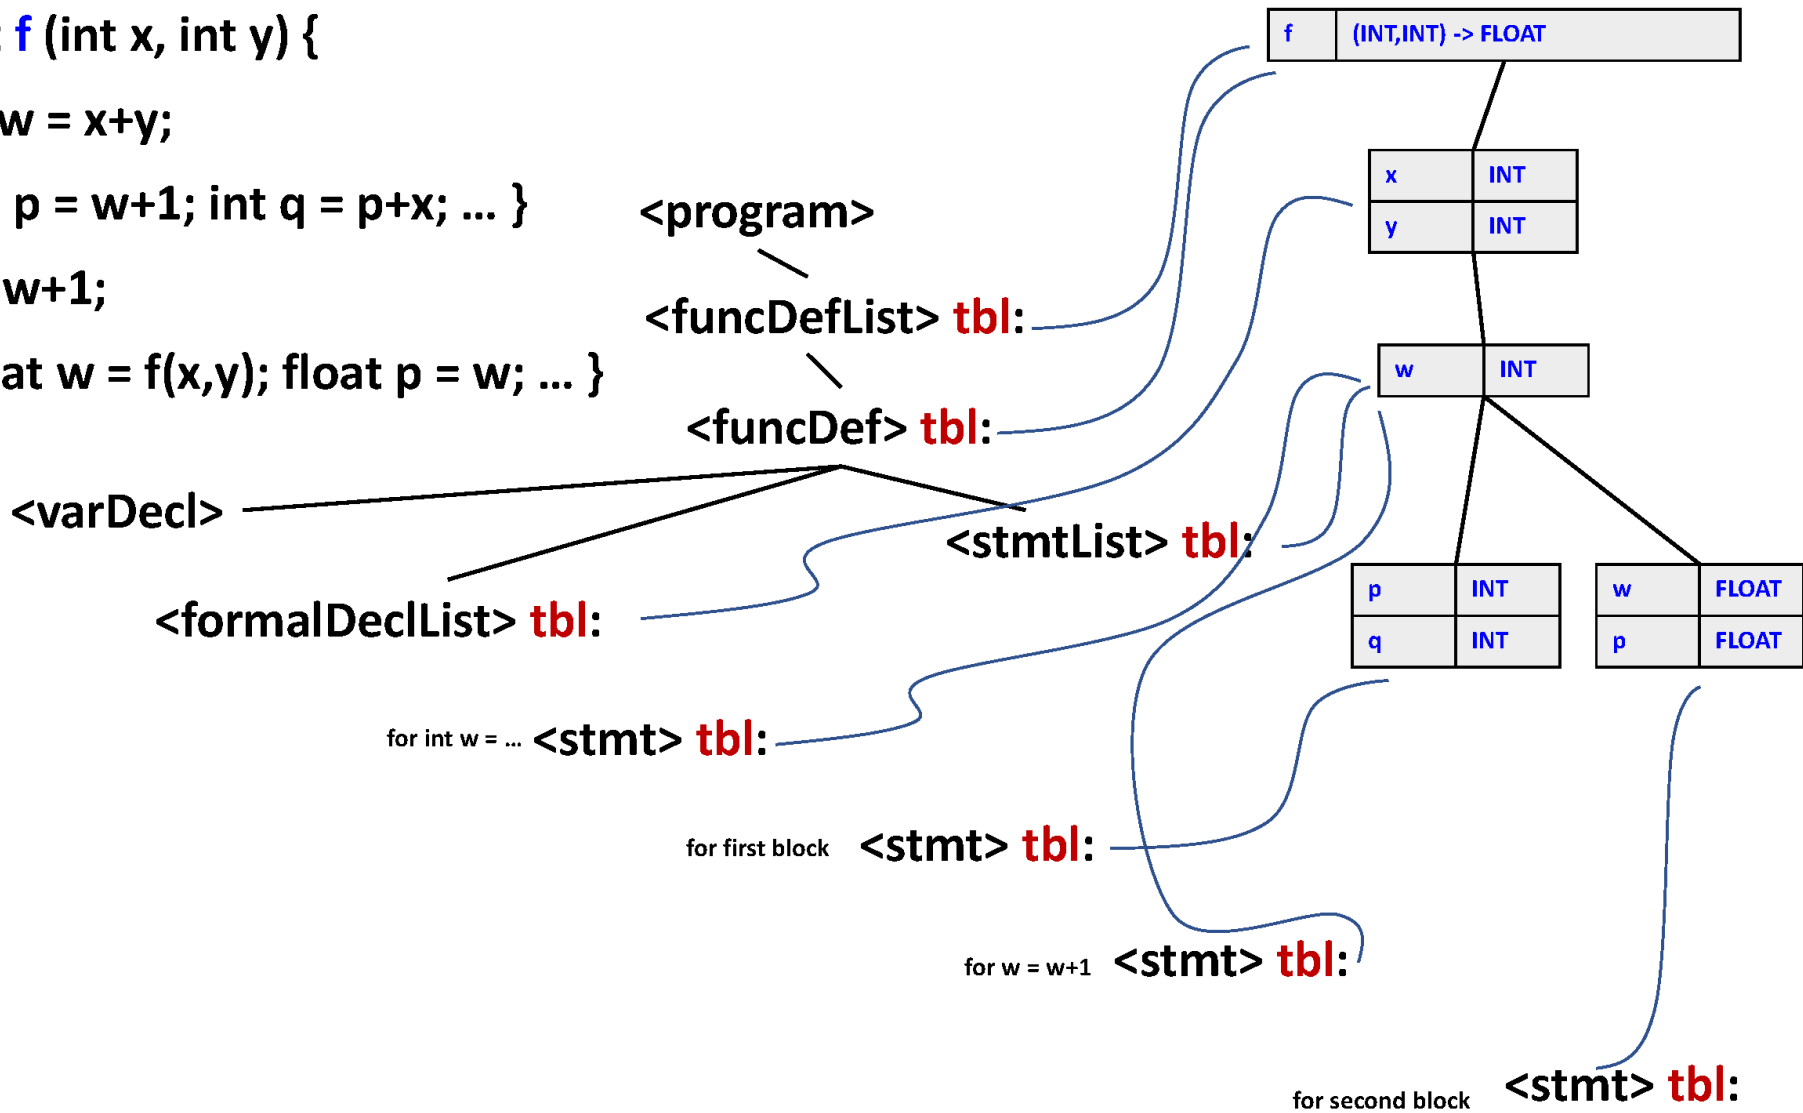 f (int x, int y) {
w = x+y;
p = w+1; int q = p+x; ... }
w+1;
at w = f(x,y); float p = w; ... }
<program>
<funcDefList> tbl:
<funcDef> tbl:
<varDecl>
<stmtList> tbl:
<formalDeclList> tbl:
for int w = ... <stmt> tbl:
for first block <stmt> tbl:
for w = w+1 <stmt> tbl:
for second block <stmt> tbl:
f (INT,INT) -> FLOAT
x INT
y INT
w INT
p INT
q INT
w FLOAT
p FLOAT